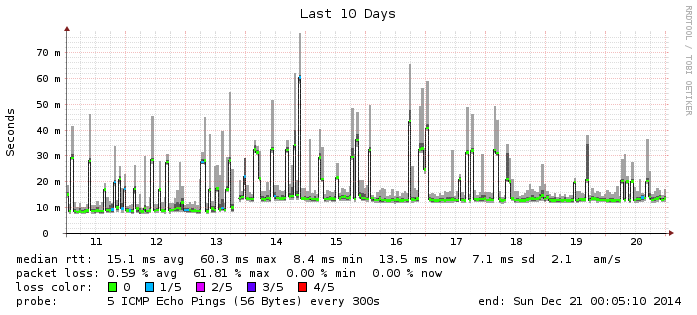 Last 10 Days
RRDTOOL / TOBI OETIKER
Seconds
70 m
60 m
50 m
40 m
30 m
20 m
10 m
0
11 12 13 14 15 16 17 18 19 20
median rtt: 15.1 ms avg 60.3 ms max 8.4 ms min 13.5 ms now 7.1 ms sd 2.1 am/s
packet loss: 0.59 % avg 61.81 % max 0.00 % min 0.00 % now
loss color: 0 1/5 2/5 3/5 4/5
probe: 5 ICMP Echo Pings (56 Bytes) every 300s end: Sun Dec 21 00:05:10 2014